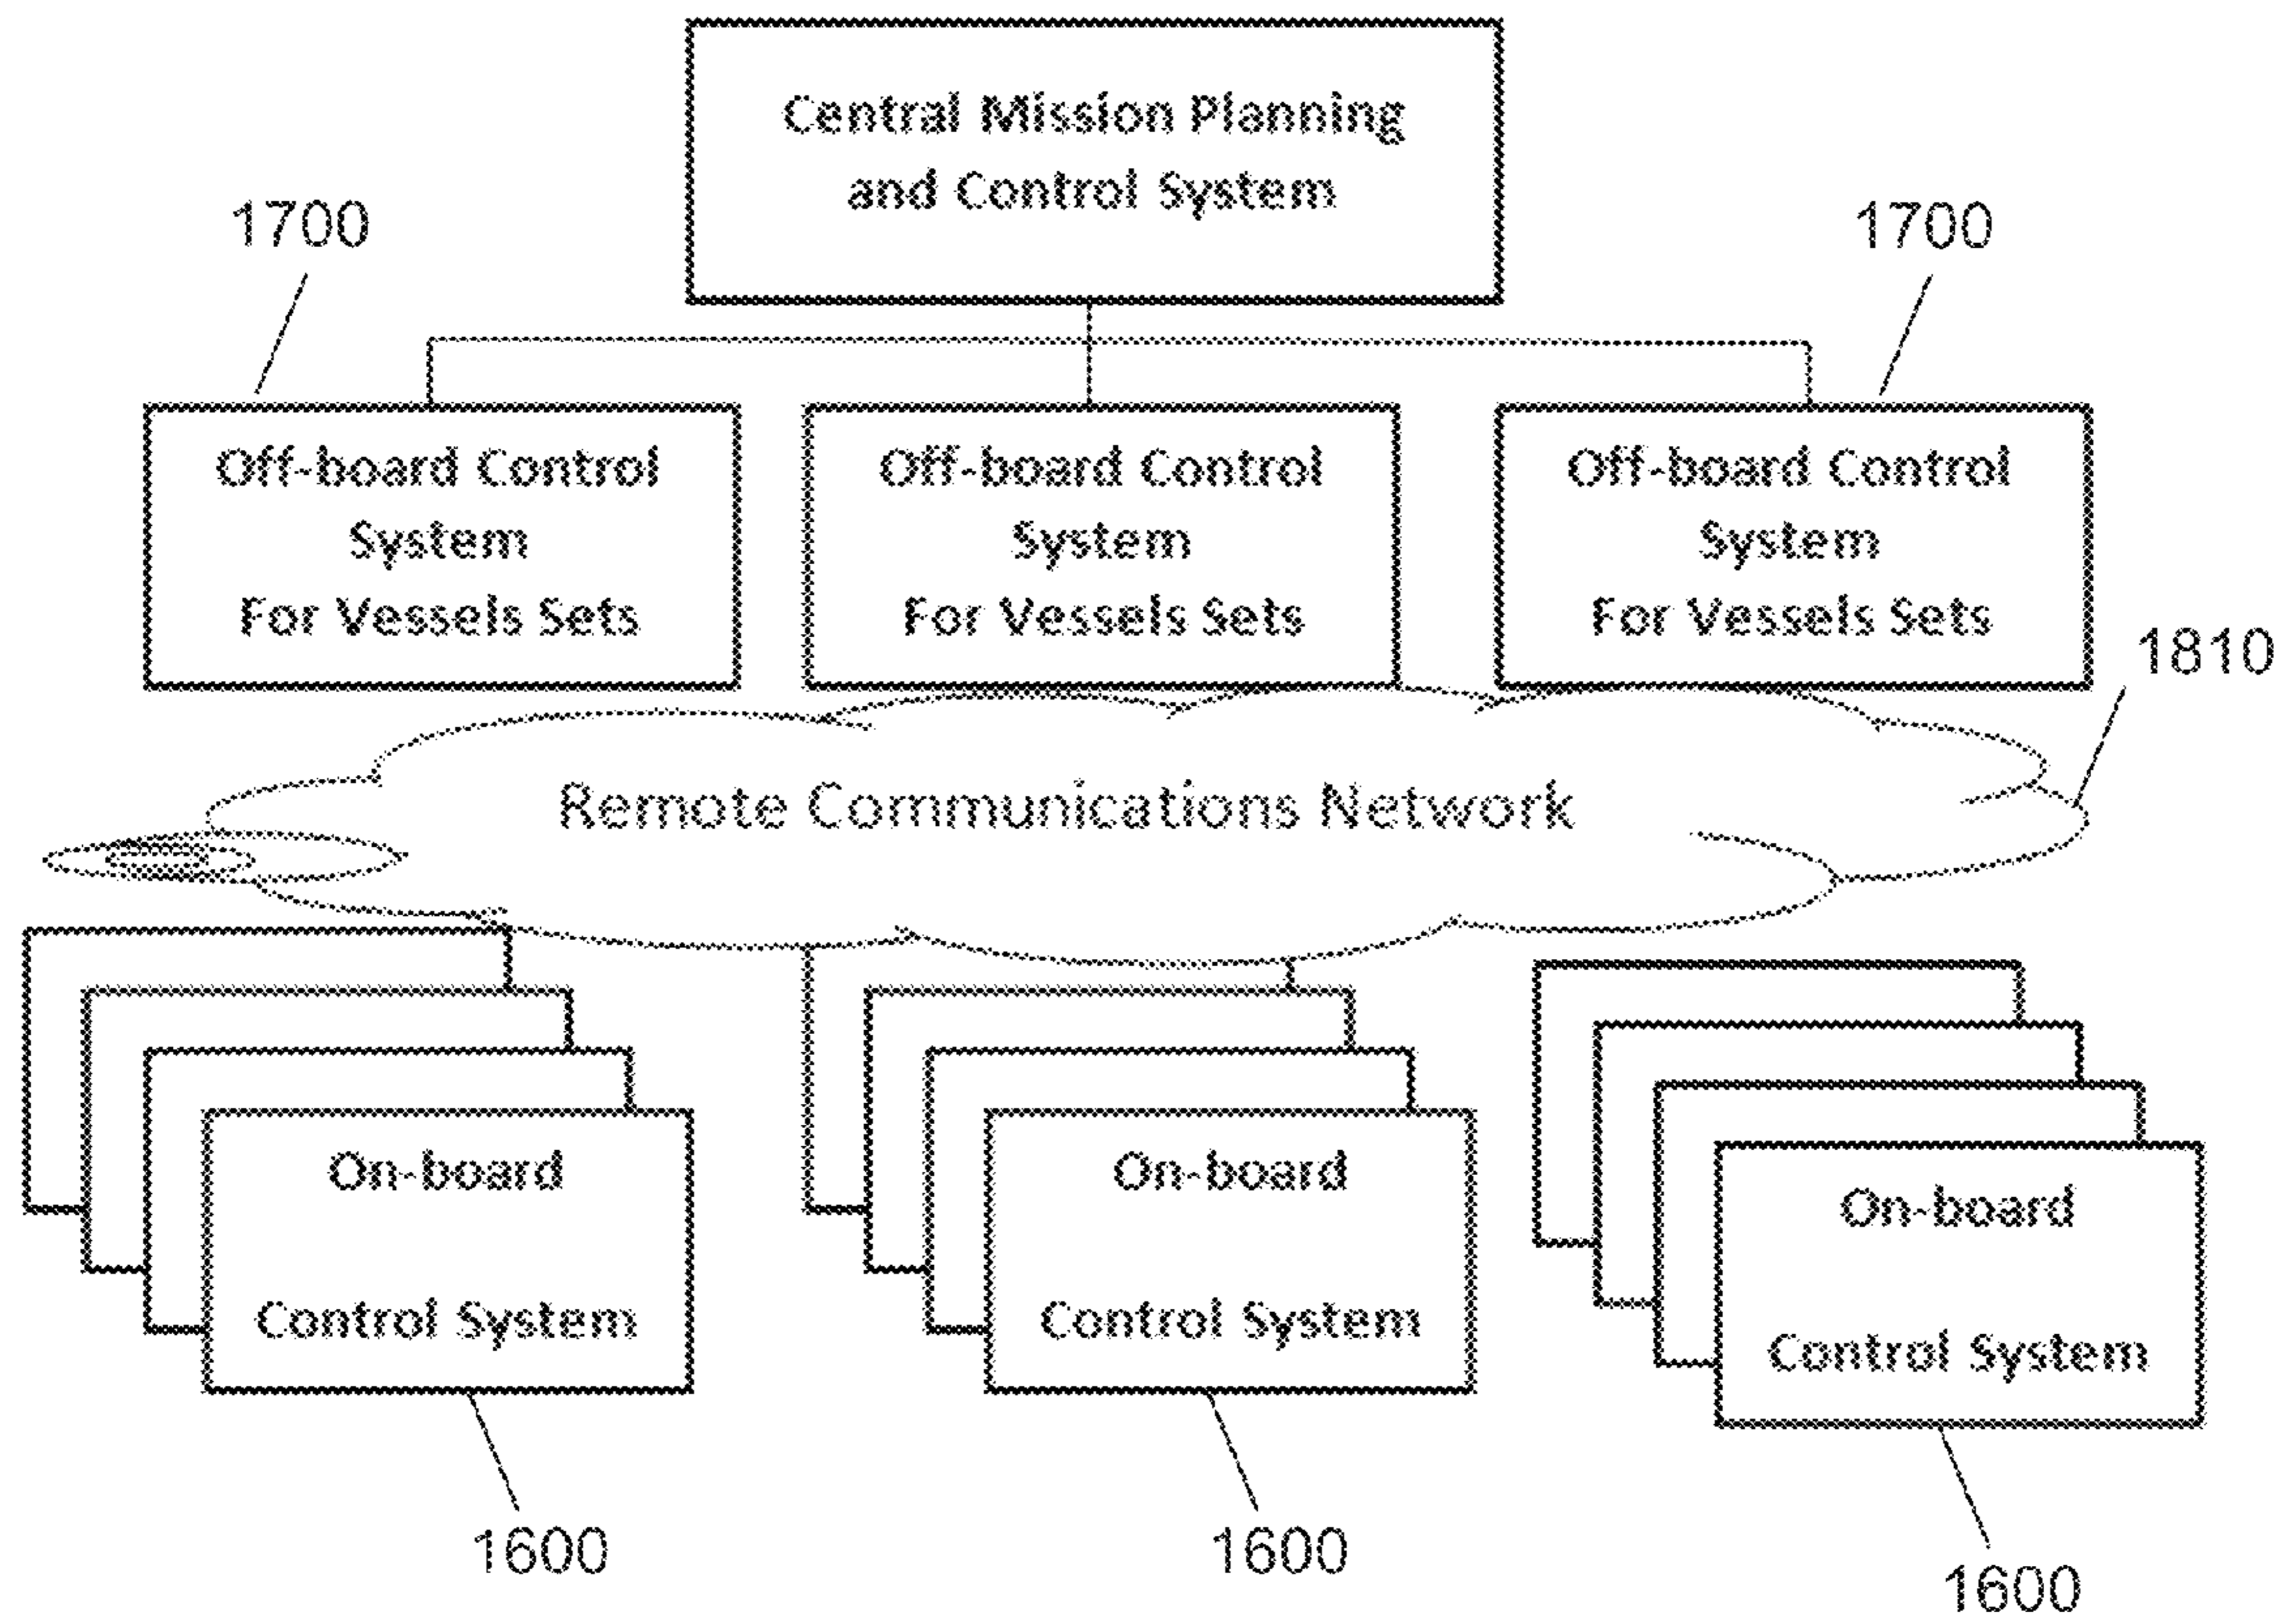 Central Mission Planning
and Control System
1700
1700
Off-board Control
System
For Vessels Sets
Off-board Control
System
For Vessels Sets
Off-board Control
System
For Vessels Sets
1810
Remote Communications Network
On-board
Control System
On-board
Control System
On-board
Control System
1600
1600
1600